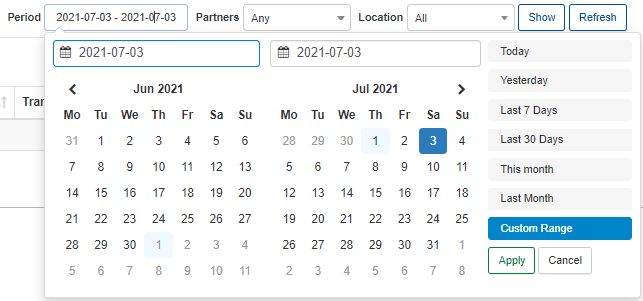 Period 2021-07-03 - 2021-07-03 Partners Any Location All Show Refresh
2021-07-03 2021-07-03 Today
Yesterday
Jun 2021 Jul 2021
Tran Mo Tu We Th Fr Sa Su Mo Tu We Th Fr Sa Su Last 7 Days
31 1 2 3 4 5 6 28 29 30 1 2 3 4 Last 30 Days
7 8 9 10 11 12 13 5 6 7 8 9 10 11 This month
14 15 16 17 18 19 20 12 13 14 15 16 17 18 Last Month
21 22 23 24 25 26 27 19 20 21 22 23 24 25 Custom Range
28 29 30 1 2 3 4 26 27 28 29 30 31 1 Apply Cancel
5 6 7 8 9 10 11 2 3 4 5 6 7 8